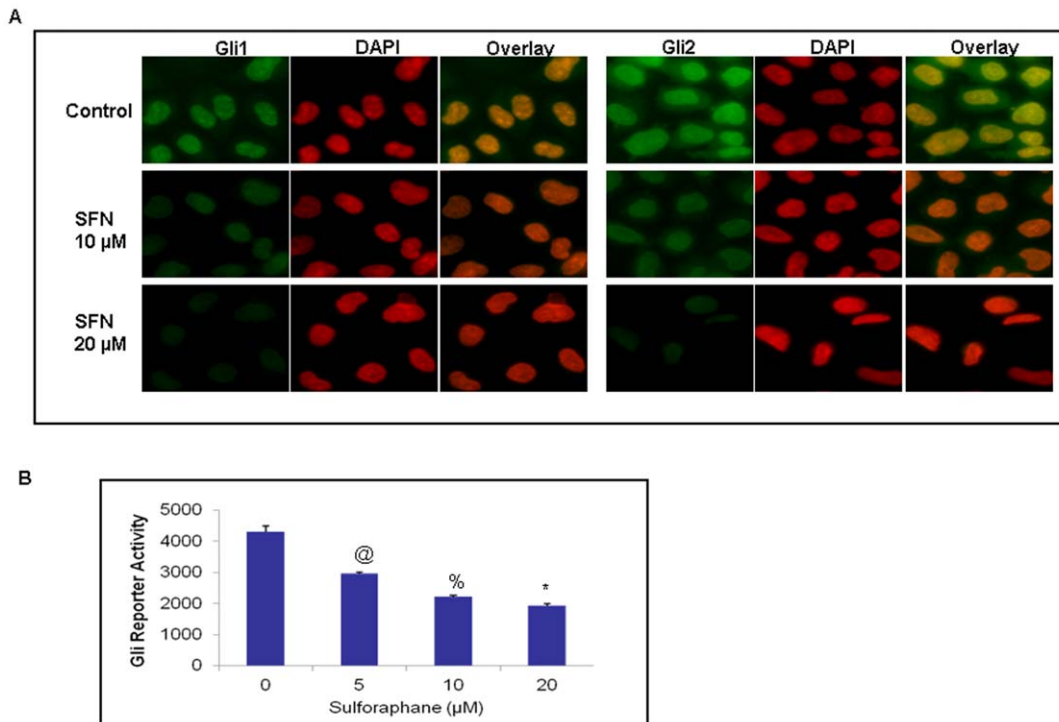 A
Gli1 DAPI Overlay Gli2 DAPI Overlay
Control
SFN
10 µM
SFN
20 µM
B
Gli Reporter Activity
5000
4000
3000
2000
1000
0
@
%
*
0 5 10 20
Sulforaphane (µM)